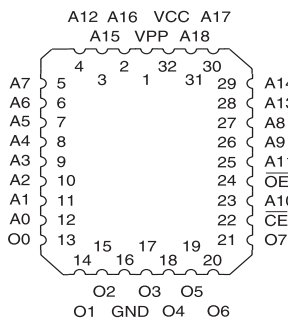 A12 A16 VCC A17
A15 VPP A18
4 2 32 30
3 1 31
A7 5 29 A14
A6 6 28 A13
A5 7 27 A8
A4 8 26 A9
A3 9 25 A11
A2 10 24 OE
A1 11 23 A10
A0 12 22 CE
O0 13 21 O7
15 17 19
14 16 18 20
O2 O3 O5
O1 GND O4 O6